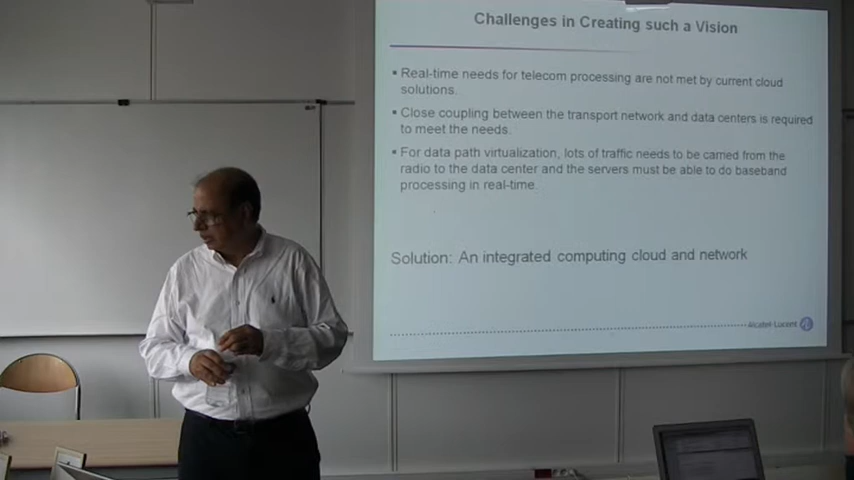 Challenges in Creating such a Vision
▪ Real-time needs for telecom processing are not met by current cloud
solutions.
▪ Close coupling between the transport network and data centers is required
to meet the needs.
▪ For data path virtualization, lots of traffic needs to be carried from the
radio to the data center and the servers must be able to do baseband
processing in real-time.
Solution: An integrated computing cloud and network
Alcatel·Lucent